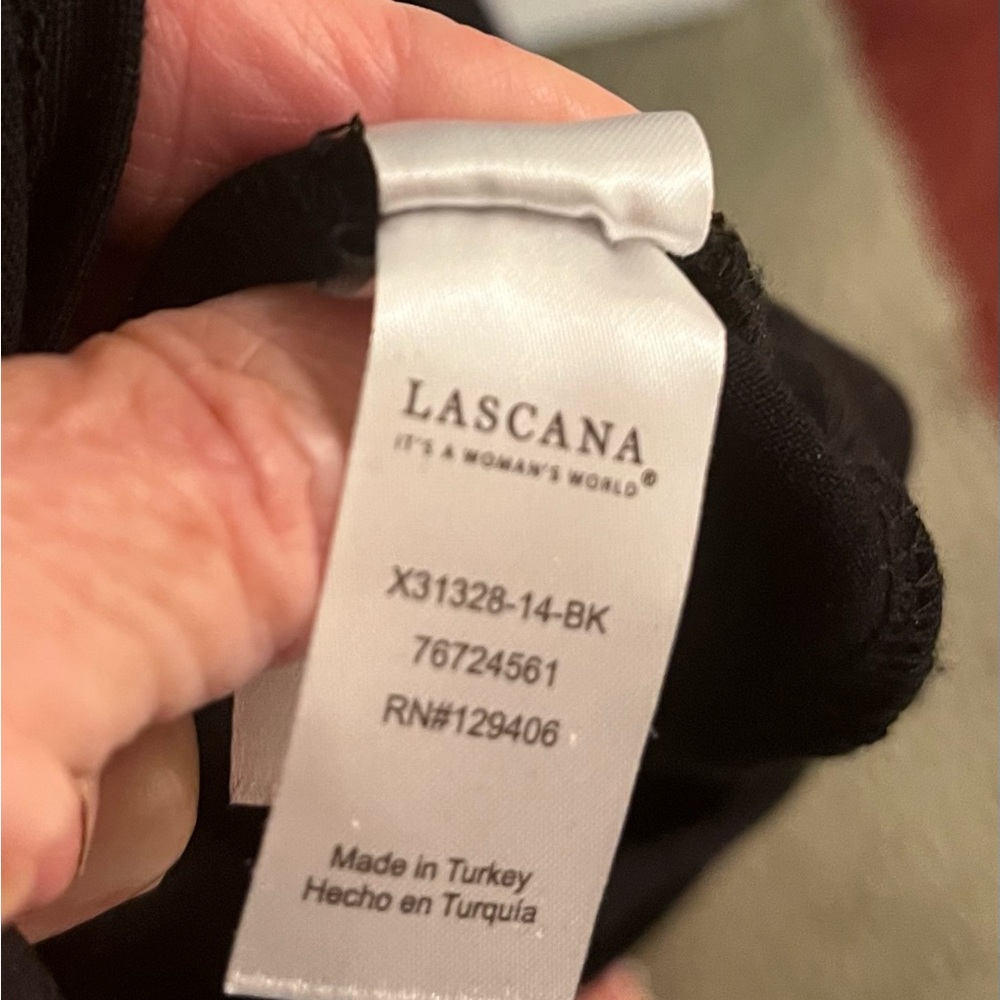 LASCANA
IT'S A WOMAN'S WORLD®
X31328-14-BK
76724561
RN#129406
Made in Turkey
Hecho en Turquía